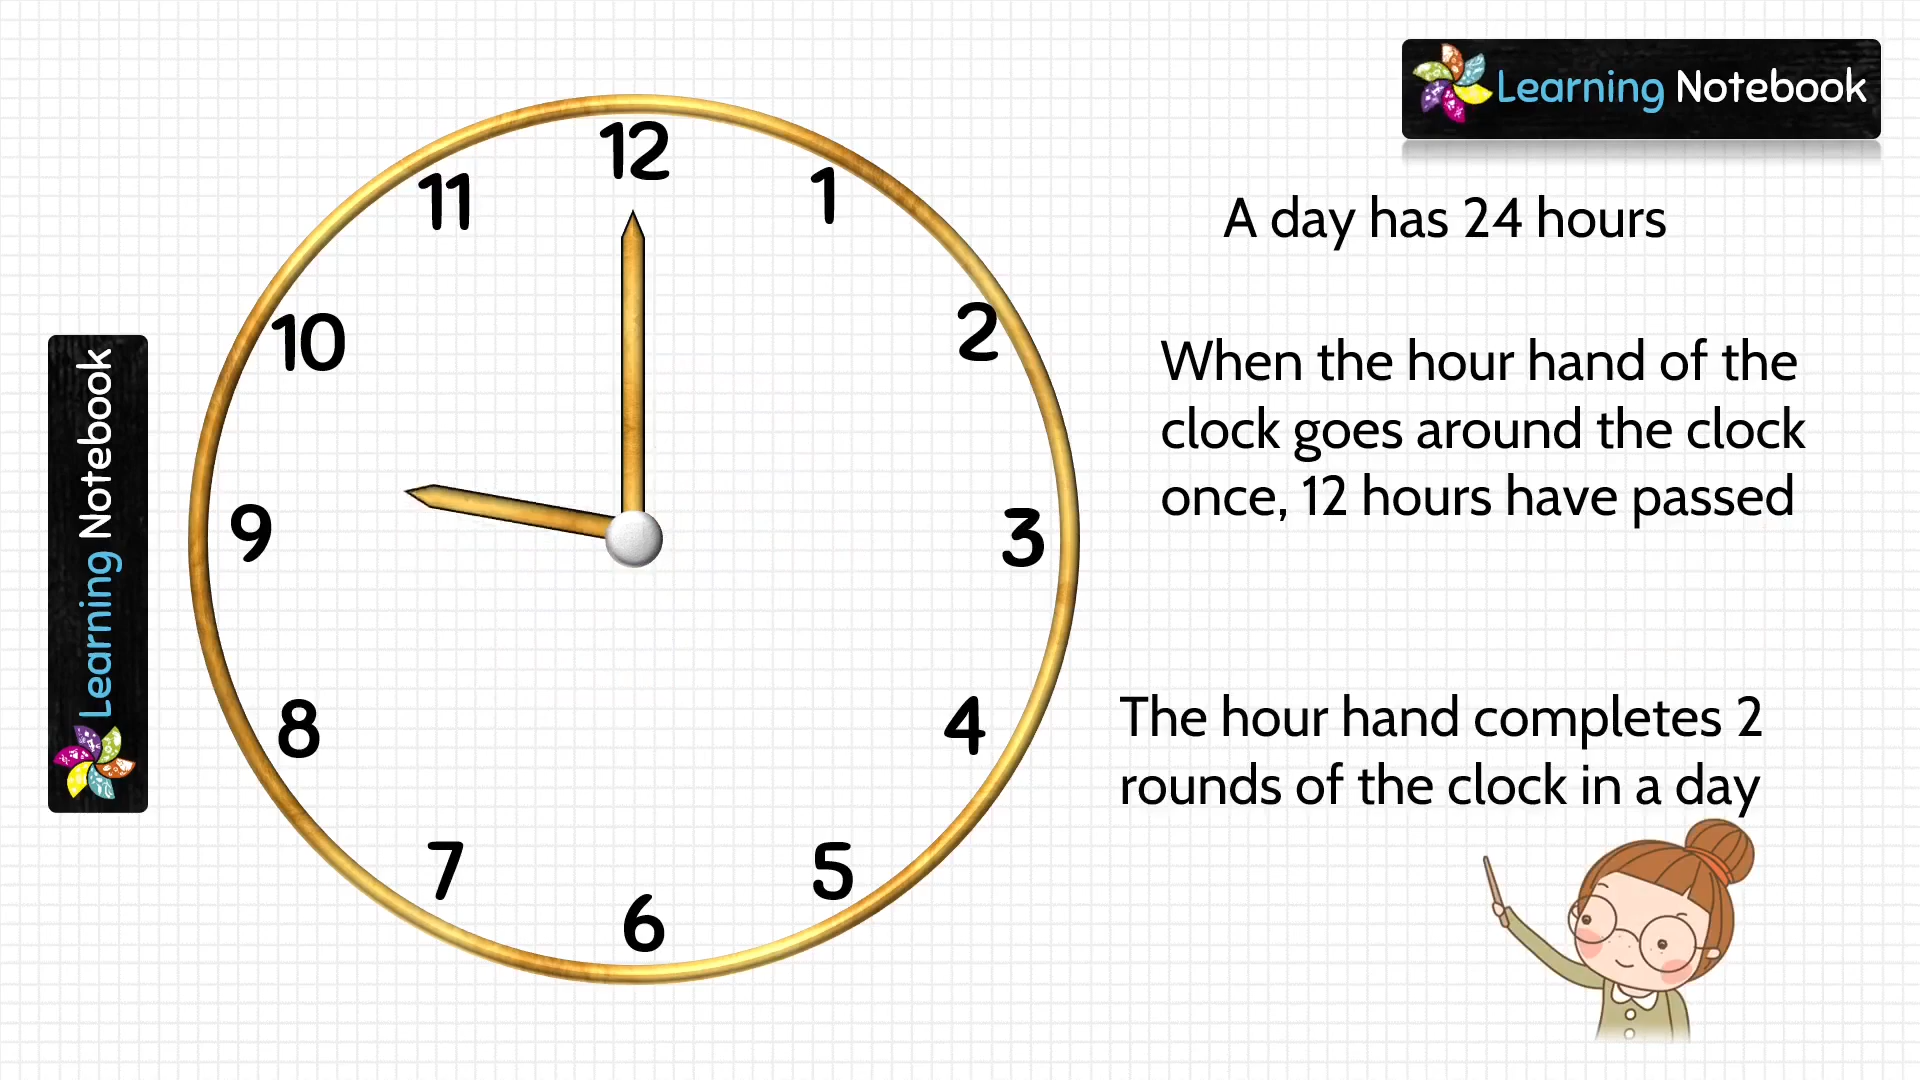 Learning Notebook
A day has 24 hours
When the hour hand of the
clock goes around the clock
once, 12 hours have passed
The hour hand completes 2
rounds of the clock in a day
12
1
2
3
4
5
6
7
8
9
10
11
Learning Notebook